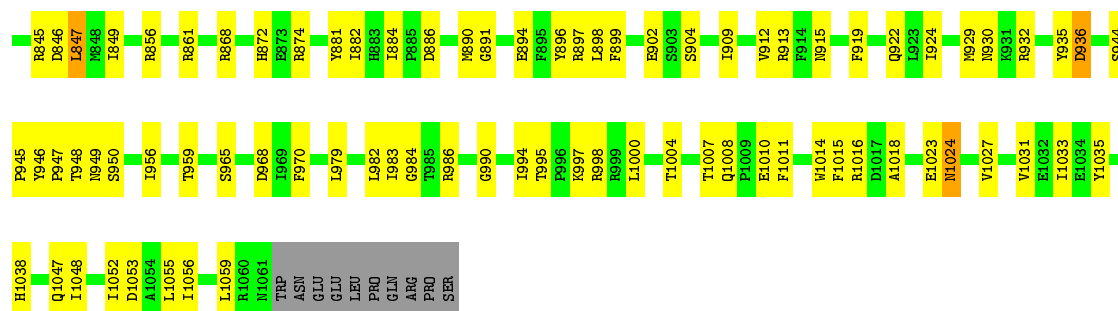 R845 D846 L847 M848 I849 R856 R861 R868 H872 E873 R874 Y881 I882 H883 I884 P885 D886 M890 G891 E894 F895 Y896 R897 L898 F899 E902 S903 S904 I909 V912 R913 F914 N915 F919 Q922 L923 I924 M929 N930 K931 R932 Y935 D936 S944
P945 Y946 P947 T948 N949 S950 I956 T959 S965 D968 I969 F970 L979 L982 I983 G984 T985 R986 G990 I994 T995 P996 K997 R998 R999 L1000 T1004 T1007 Q1008 P1009 E1010 F1011 W1014 F1015 R1016 D1017 A1018 E1023 N1024 V1027 V1031 E1032 I1033 E1034 Y1035
H1038 Q1047 I1048 I1052 D1053 A1054 L1055 I1056 L1059 R1060 N1061 TRP ASN GLU GLU LEU PRO GLN ARG PRO SER